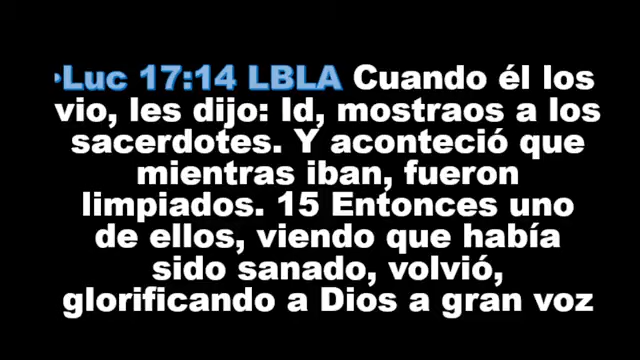 •Luc 17:14 LBLA Cuando él los
vio, les dijo: Id, mostraos a los
sacerdotes. Y aconteció que
mientras iban, fueron
limpiados. 15 Entonces uno
de ellos, viendo que había
sido sanado, volvió,
glorificando a Dios a gran voz